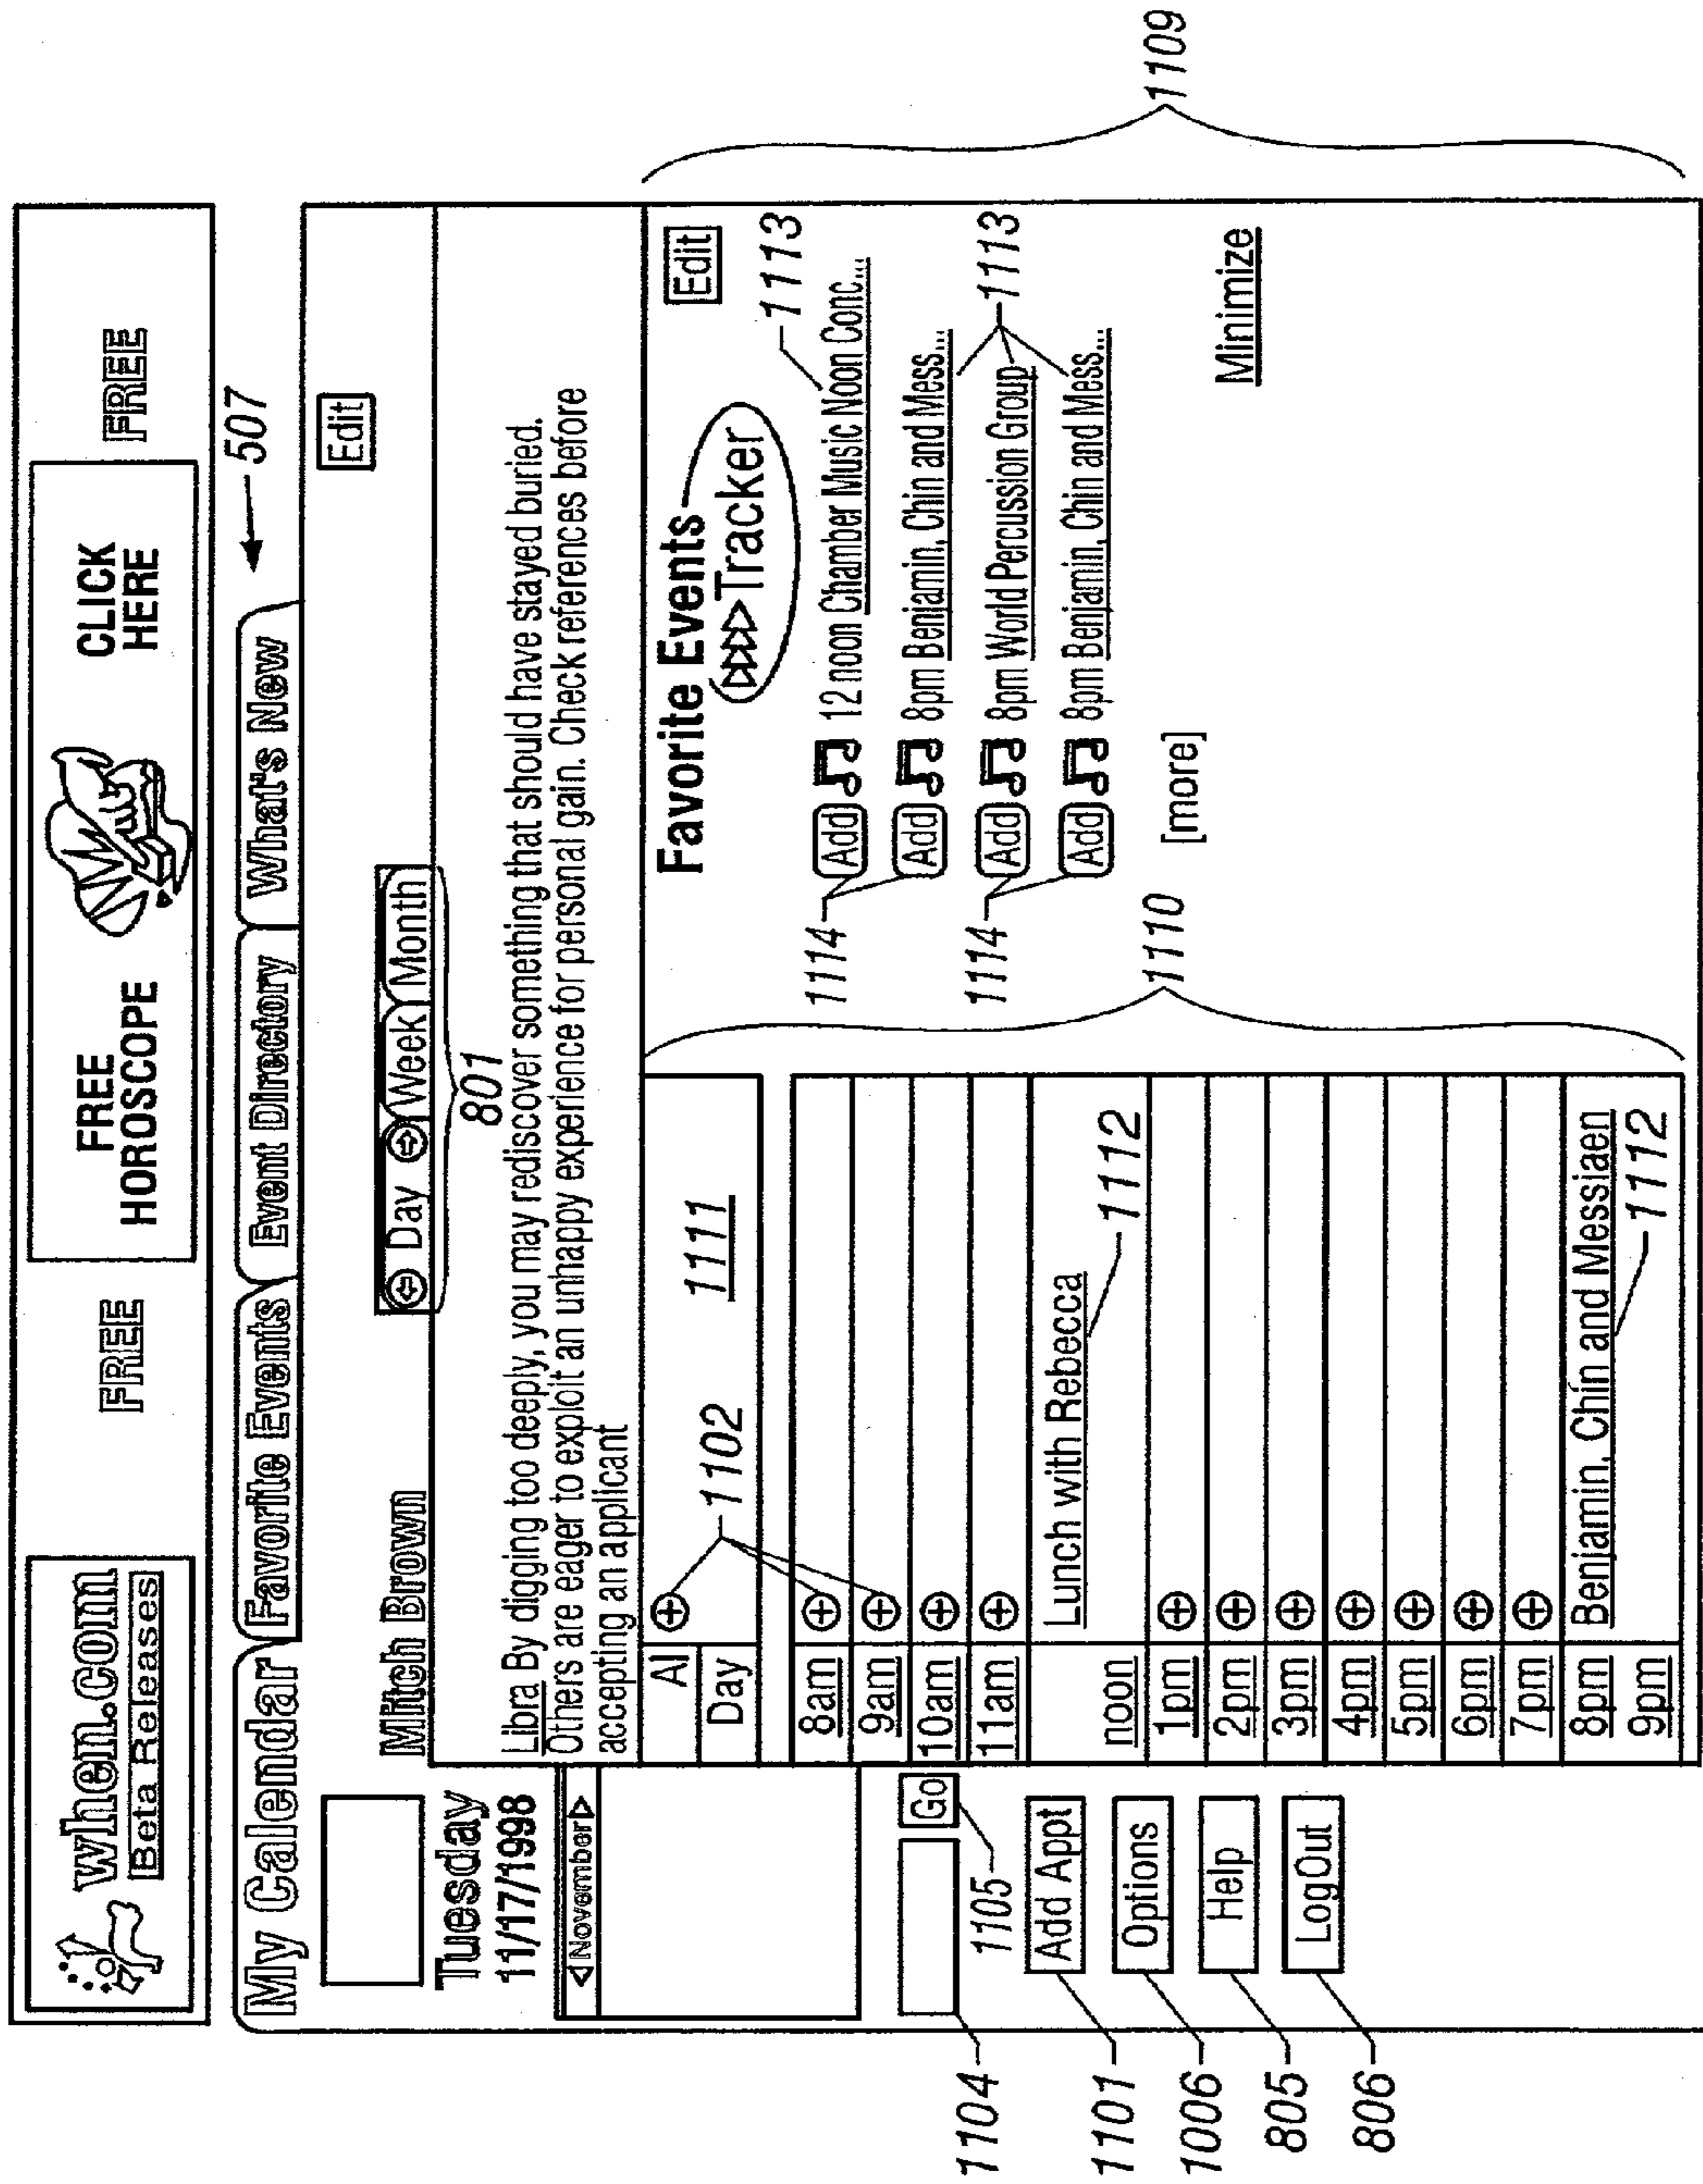 when.com
Beta Releases
FREE
FREE
HOROSCOPE
CLICK
HERE
FREE
My Calendar
Favorite Events
Event Directory
What's New
507
Mitch Brown
Day Week Month
Edit
801
Tuesday
11/17/1998
November
Libra By digging too deeply, you may rediscover something that should have stayed buried.
Others are eager to exploit an unhappy experience for personal gain. Check references before
accepting an applicant
Al
Day
1102
1111
8am
9am
10am
11am
noon Lunch with Rebecca
1112
1pm
2pm
3pm
4pm
5pm
6pm
7pm
8pm Benjamin, Chin and Messiaen
9pm
1112
1110
Favorite Events
Tracker
Edit
1113
Add 12 noon Chamber Music Noon Conc...
1114
Add 8pm Benjamin, Chin and Mess...
Add 8pm World Percussion Group
1113
1114
Add 8pm Benjamin, Chin and Mess...
[more]
Minimize
1109
1104
Go
1105
1101
Add Appt
1006
Options
805
Help
806
LogOut